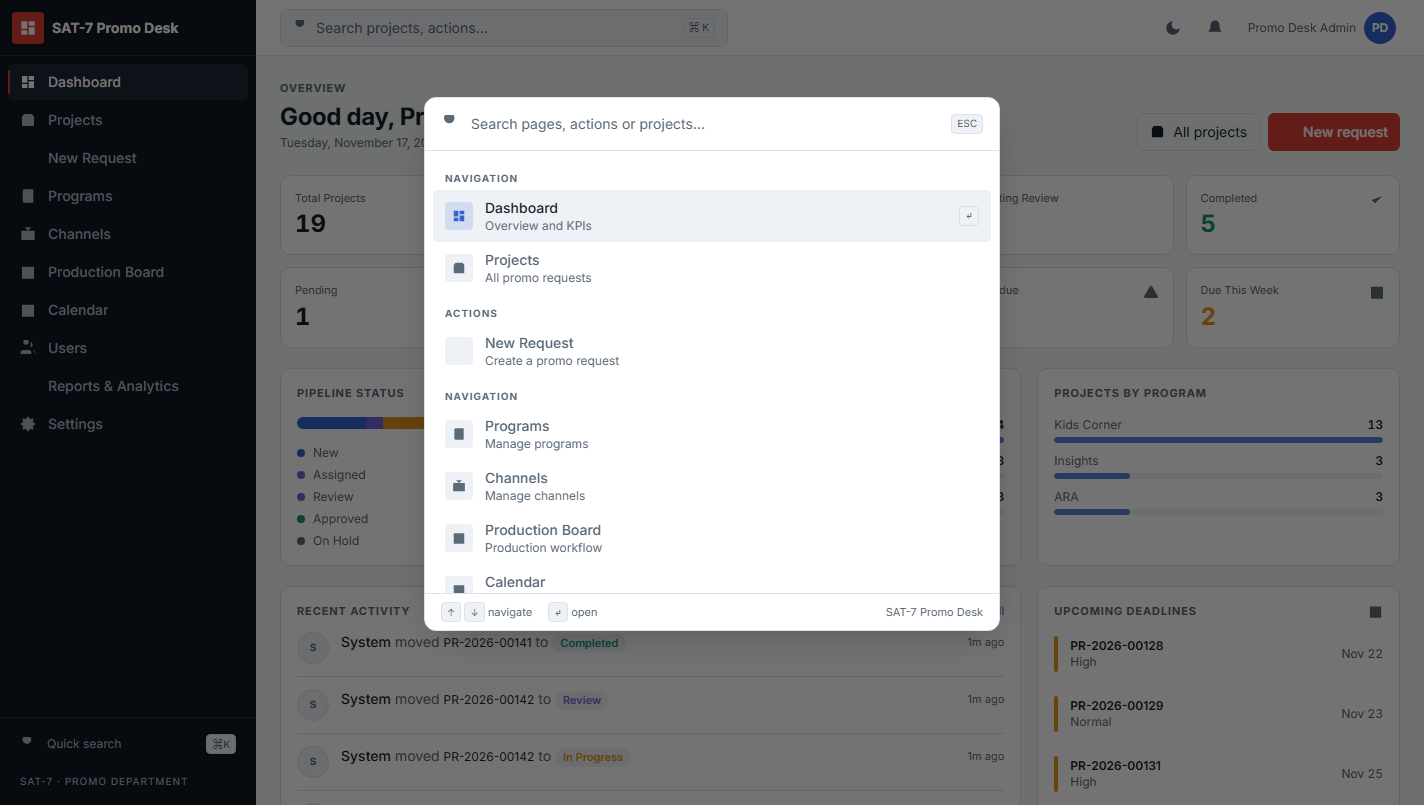 SAT-7 Promo Desk
Dashboard
Projects
New Request
Programs
Channels
Production Board
Calendar
Users
Reports & Analytics
Settings
Quick search
⌘K
SAT-7 · PROMO DEPARTMENT
Search projects, actions...
⌘ K
Promo Desk Admin
PD
OVERVIEW
Good day, Pr
Tuesday, November 17, 20
All projects
New request
Total Projects
19
ting Review
Completed
5
Pending
1
due
Due This Week
2
PIPELINE STATUS
New
Assigned
Review
Approved
On Hold
4
3
3
PROJECTS BY PROGRAM
Kids Corner 13
Insights 3
ARA 3
Search pages, actions or projects...
ESC
NAVIGATION
Dashboard
Overview and KPIs
↵
Projects
All promo requests
ACTIONS
New Request
Create a promo request
NAVIGATION
Programs
Manage programs
Channels
Manage channels
Production Board
Production workflow
Calendar
↑ ↓ navigate ↵ open
SAT-7 Promo Desk
RECENT ACTIVITY
S
System moved PR-2026-00141 to Completed
1m ago
S
System moved PR-2026-00142 to Review
1m ago
S
System moved PR-2026-00142 to In Progress
1m ago
UPCOMING DEADLINES
PR-2026-00128
High
Nov 22
PR-2026-00129
Normal
Nov 23
PR-2026-00131
High
Nov 25